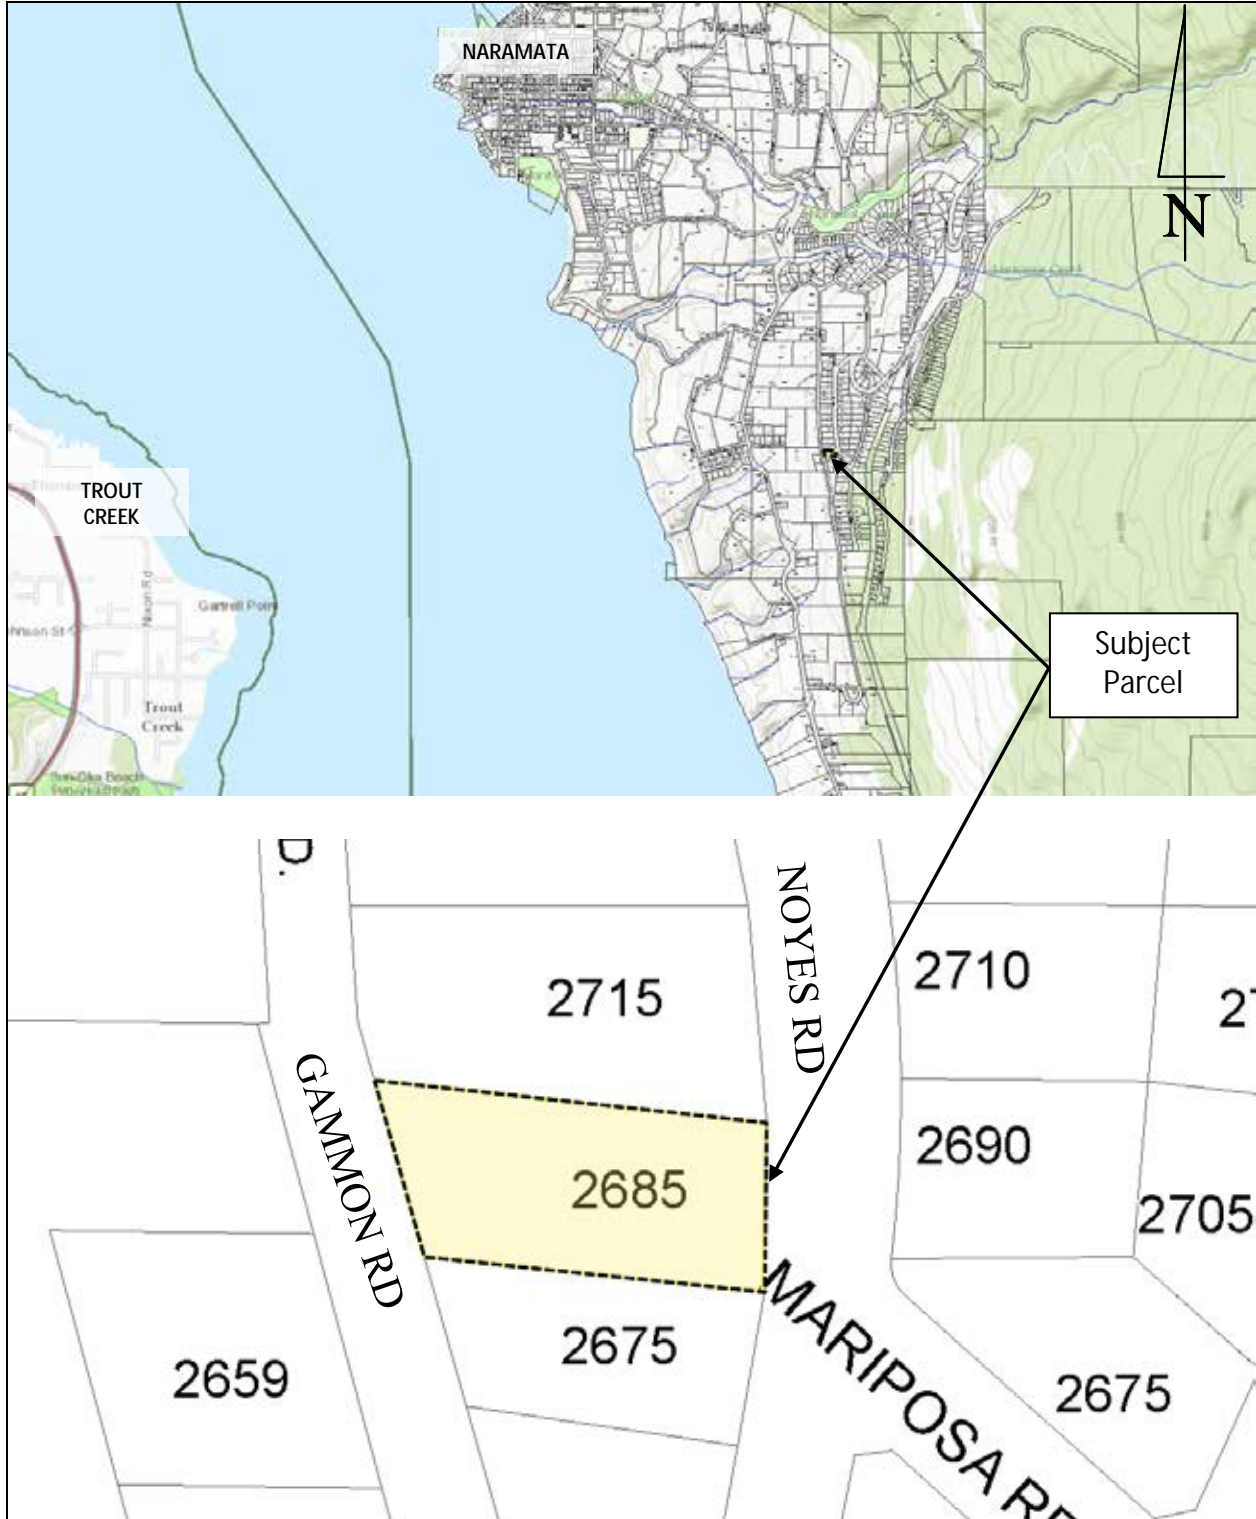 NARAMATA
N
TROUT
CREEK
Nixon Rd
Gartrell Point
Trout
Creek
Subject
Parcel
D.
NOYES RD
2715
2710
GAMMON RD
2685
2690
2705
MARIPOSA RD
2675
2659
2675